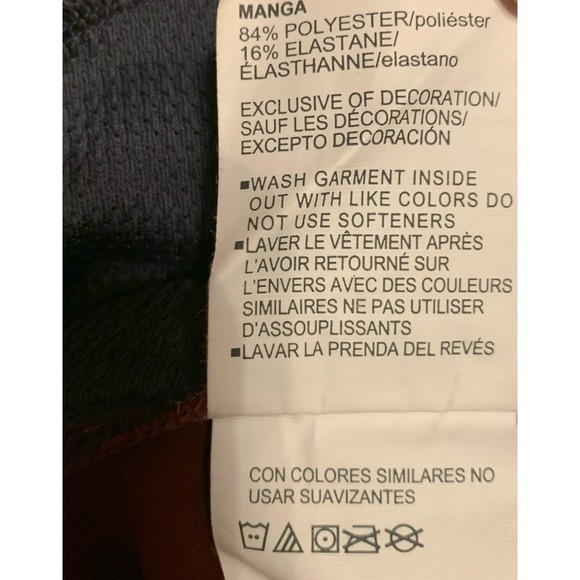 MANGA
84% POLYESTER/poliéster
16% ELASTANE/
ÉLASTHANNE/elastano
EXCLUSIVE OF DECORATION/
SAUF LES DÉCORATIONS/
EXCEPTO DECORACIÓN
▪WASH GARMENT INSIDE
OUT WITH LIKE COLORS DO
NOT USE SOFTENERS
▪LAVER LE VÊTEMENT APRÈS
L'AVOIR RETOURNÉ SUR
L'ENVERS AVEC DES COULEURS
SIMILAIRES NE PAS UTILISER
D'ASSOUPLISSANTS
▪LAVAR LA PRENDA DEL REVÉS
CON COLORES SIMILARES NO
USAR SUAVIZANTES